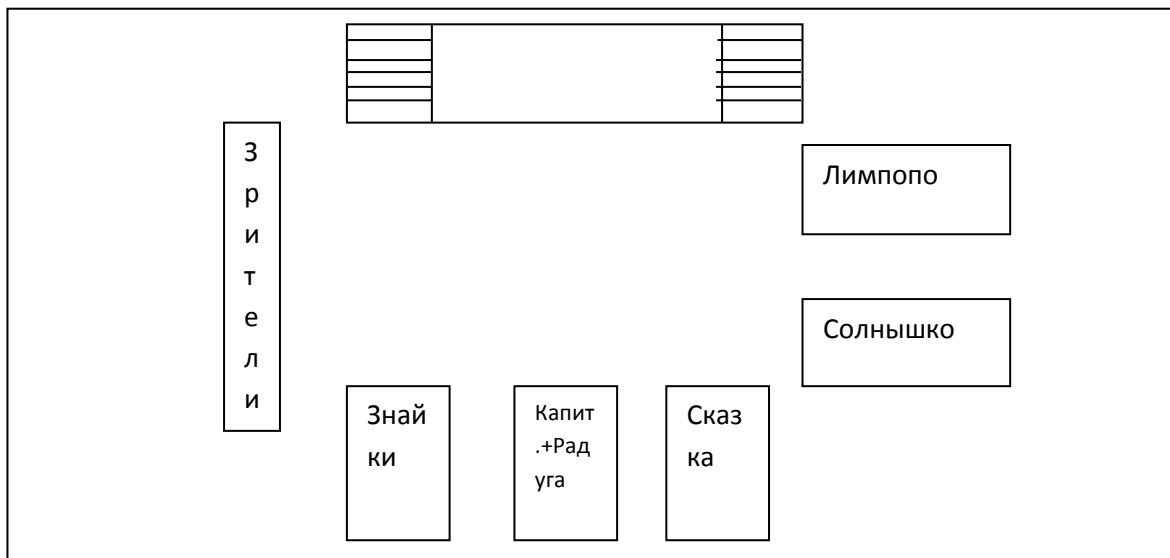 З
р
и
т
е
л
и
Лимпопо
Солнышко
Знай
ки
Капит
.+Рад
уга
Сказ
ка